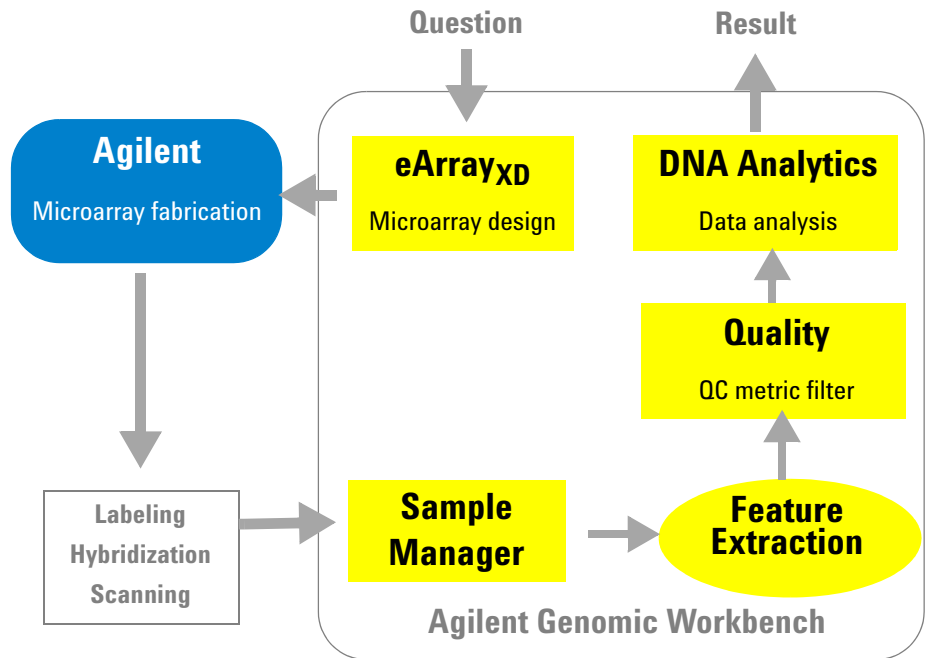 Question
Result
Agilent
Microarray fabrication
eArrayXD
Microarray design
DNA Analytics
Data analysis
Quality
QC metric filter
Labeling
Hybridization
Scanning
Sample
Manager
Feature
Extraction
Agilent Genomic Workbench